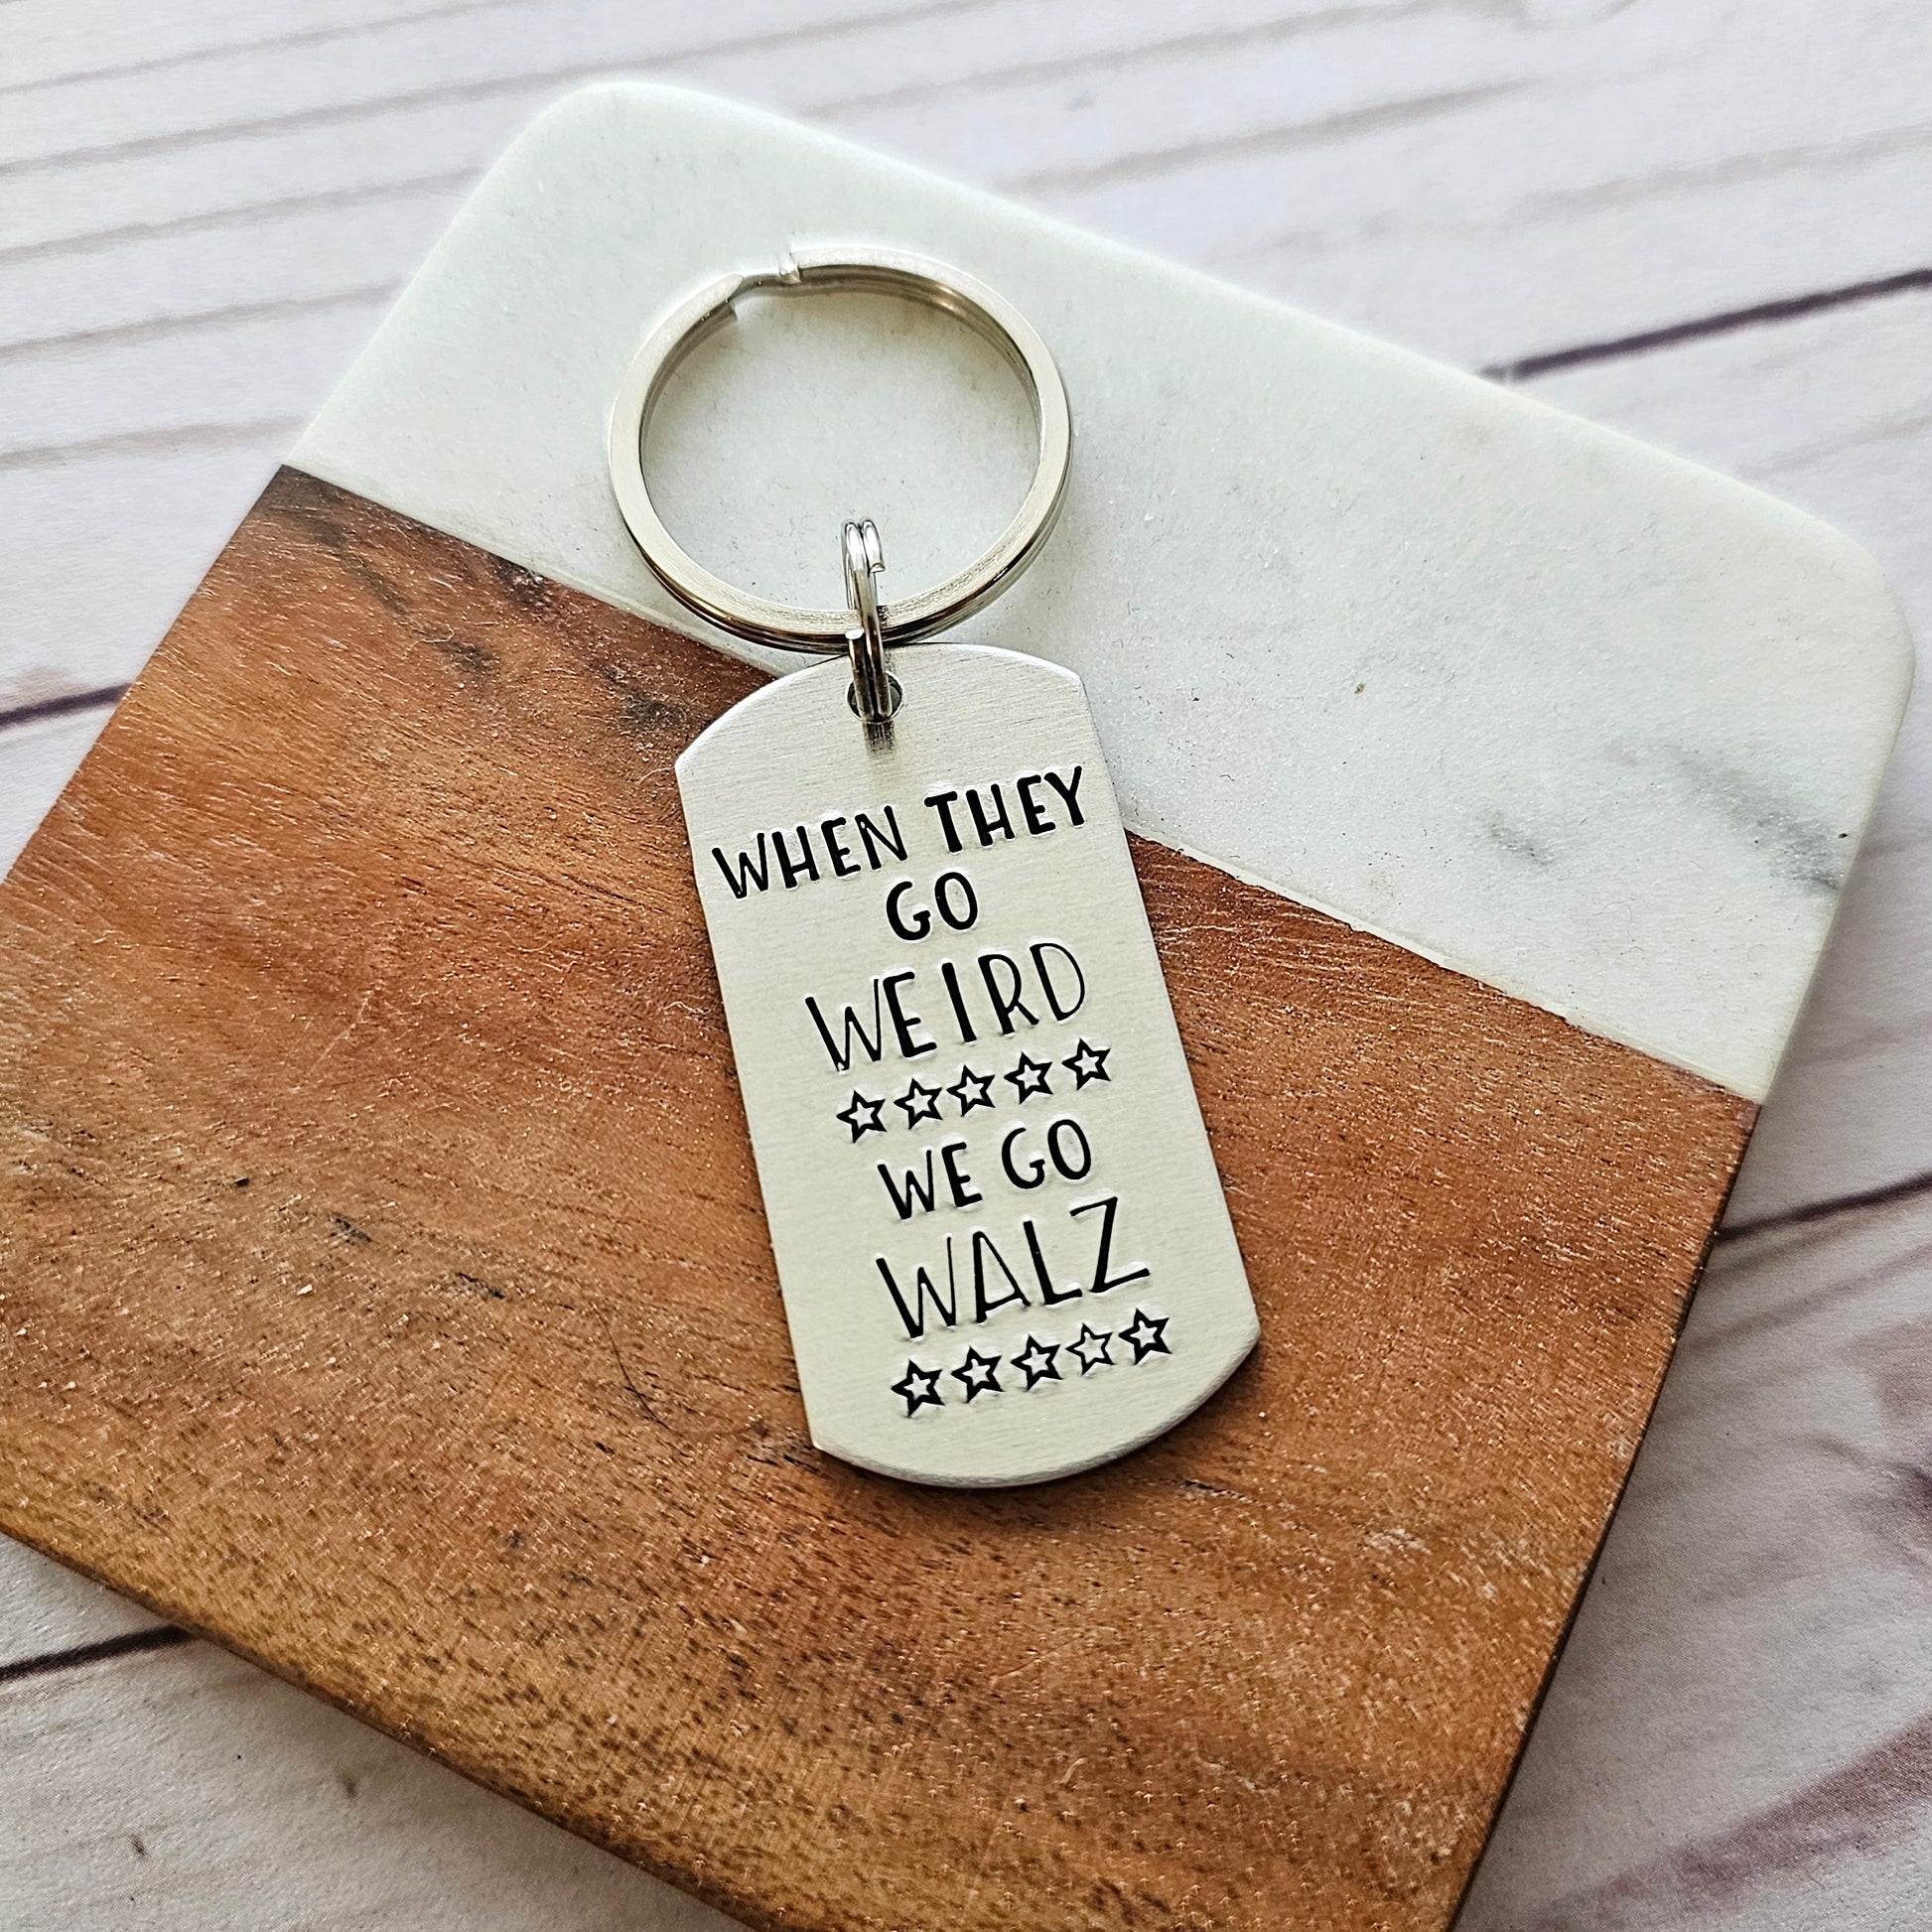 WHEN THEY
GO
WEIRD
☆☆☆☆☆
WE GO
WALZ
☆☆☆☆☆